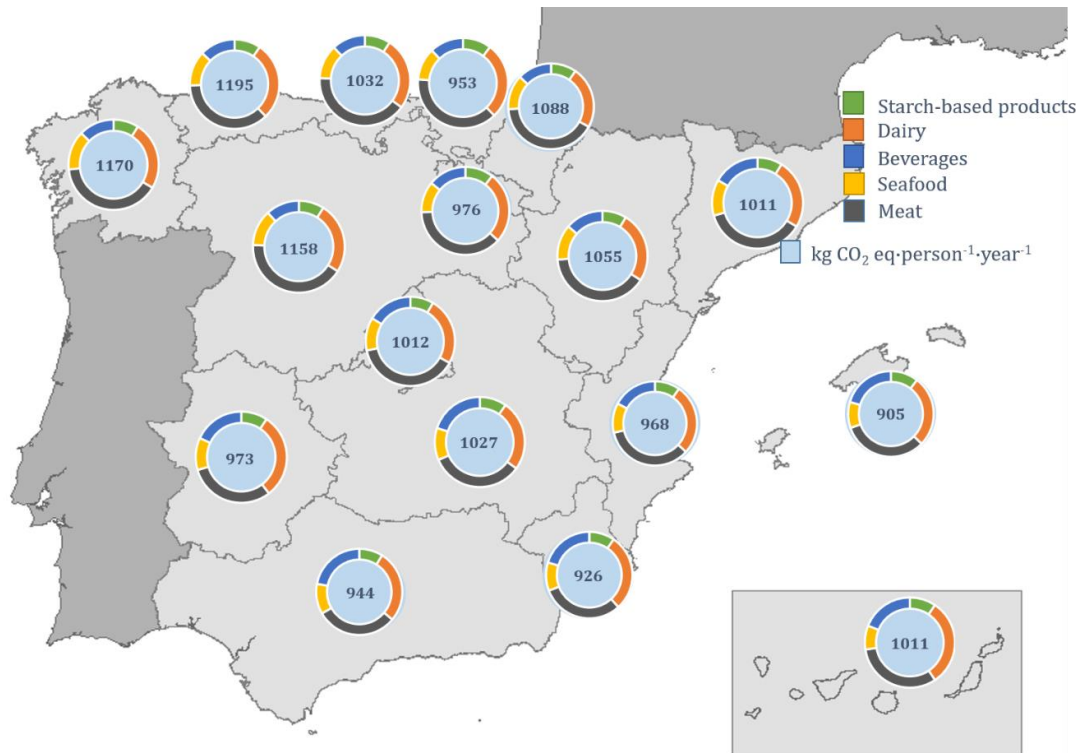 1195
1032
953
1088
1170
976
1011
1158
1055
1012
973
1027
968
905
944
926
1011
Starch-based products
Dairy
Beverages
Seafood
Meat
kg CO₂ eq·person⁻¹·year⁻¹